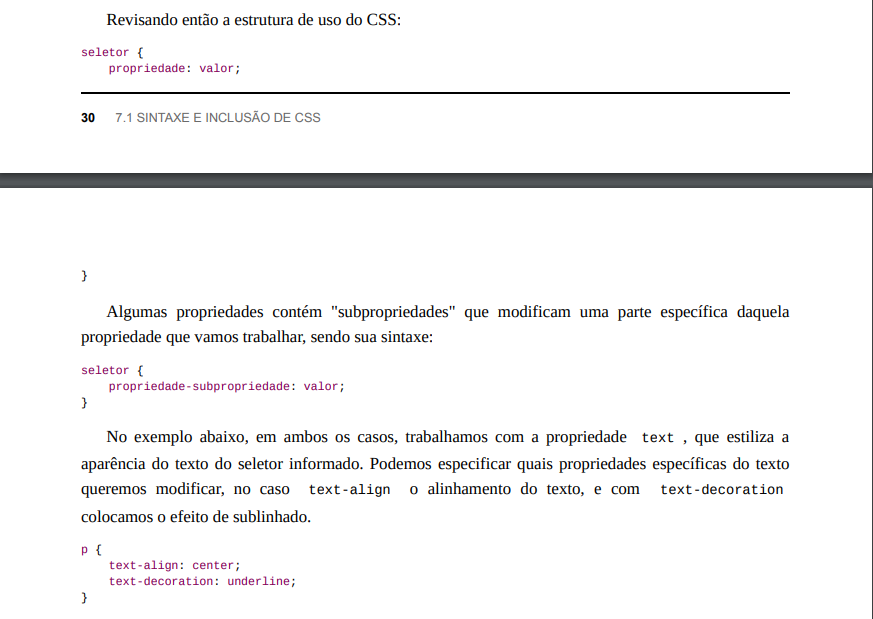 Revisando então a estrutura de uso do CSS:
seletor {
    propriedade: valor;
30 7.1 SINTAXE E INCLUSÃO DE CSS
}
Algumas propriedades contém "subpropriedades" que modificam uma parte específica daquela
propriedade que vamos trabalhar, sendo sua sintaxe:
seletor {
    propriedade-subpropriedade: valor;
}
No exemplo abaixo, em ambos os casos, trabalhamos com a propriedade text , que estiliza a
aparência do texto do seletor informado. Podemos especificar quais propriedades específicas do texto
queremos modificar, no caso text-align o alinhamento do texto, e com text-decoration
colocamos o efeito de sublinhado.
p {
    text-align: center;
    text-decoration: underline;
}